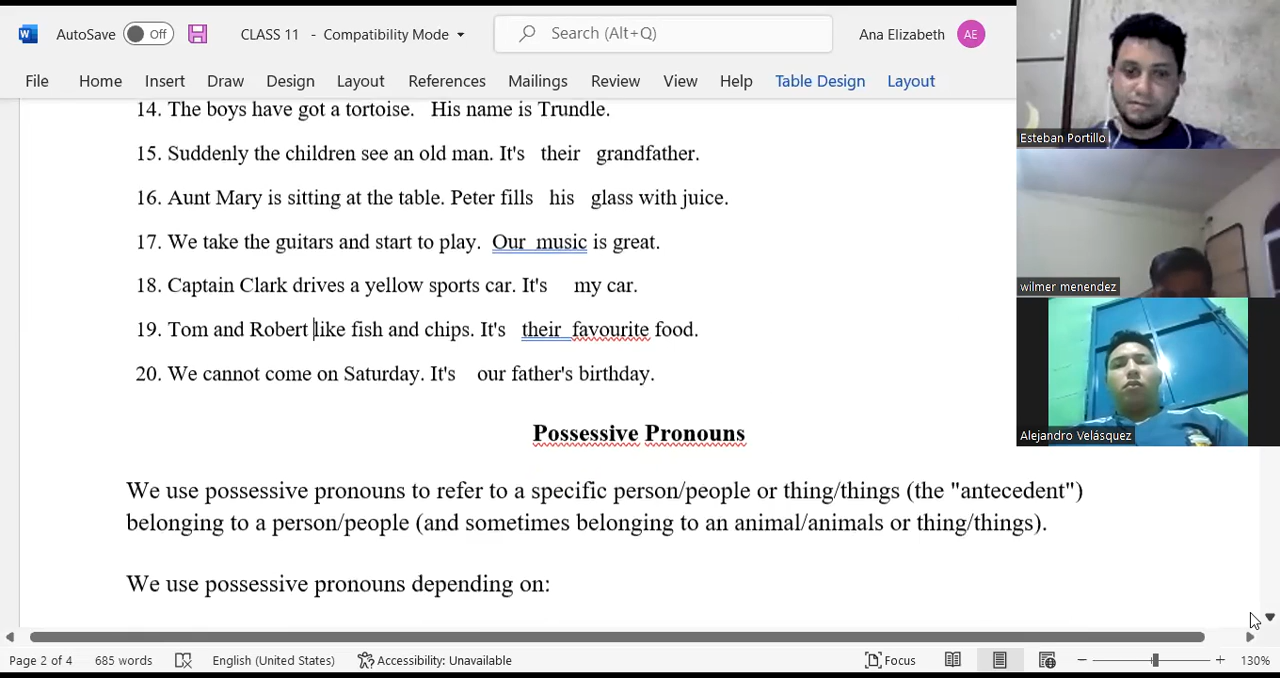 AutoSave Off CLASS 11 - Compatibility Mode Search (Alt+Q) Ana Elizabeth AE
File Home Insert Draw Design Layout References Mailings Review View Help Table Design Layout
14. The boys have got a tortoise. His name is Trundle.
Esteban Portillo
15. Suddenly the children see an old man. It's their grandfather.
16. Aunt Mary is sitting at the table. Peter fills his glass with juice.
17. We take the guitars and start to play. Our music is great.
18. Captain Clark drives a yellow sports car. It's my car.
wilmer menendez
19. Tom and Robert like fish and chips. It's their favourite food.
20. We cannot come on Saturday. It's our father's birthday.
Possessive Pronouns
Alejandro Velásquez
We use possessive pronouns to refer to a specific person/people or thing/things (the "antecedent")
belonging to a person/people (and sometimes belonging to an animal/animals or thing/things).
We use possessive pronouns depending on:
Page 2 of 4 685 words English (United States) Accessibility: Unavailable Focus 130%